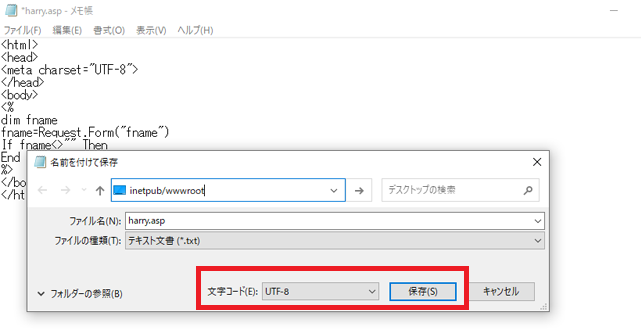 *harry.asp - メモ帳
ファイル(F) 編集(E) 書式(O) 表示(V) ヘルプ(H)
<html>
<head>
<meta charset="UTF-8">
</head>
<body>
<%
dim fname
fname=Request.Form("fname")
If fname<>"" Then
End
%>
</bo
</ht
名前を付けて保存
inetpub/wwwroot
デスクトップの検索
ファイル名(N): harry.asp
ファイルの種類(T): テキスト文書 (*.txt)
フォルダーの参照(B)
文字コード(E): UTF-8 保存(S) キャンセル